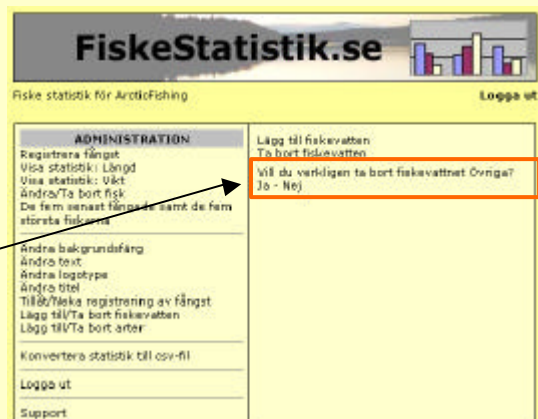 FiskeStatistik.se
Fiske statistik för ArcticFishing
Logga ut
ADMINISTRATION
Registrera fångst
Visa statistik: Längd
Visa statistik: Vikt
Ändra/Ta bort fisk
De fem senast fångade samt de fem
största fiskarna
Ändra bakgrundsfärg
Ändra text
Ändra logotype
Ändra titel
Tillåt/Neka registrering av fångst
Lägg till/Ta bort fiskevatten
Lägg till/Ta bort arter
Konvertera statistik till csv-fil
Logga ut
Support
Lägg till fiskevatten
Ta bort fiskevatten
Vill du verkligen ta bort fiskevattnet Övriga?
Ja - Nej